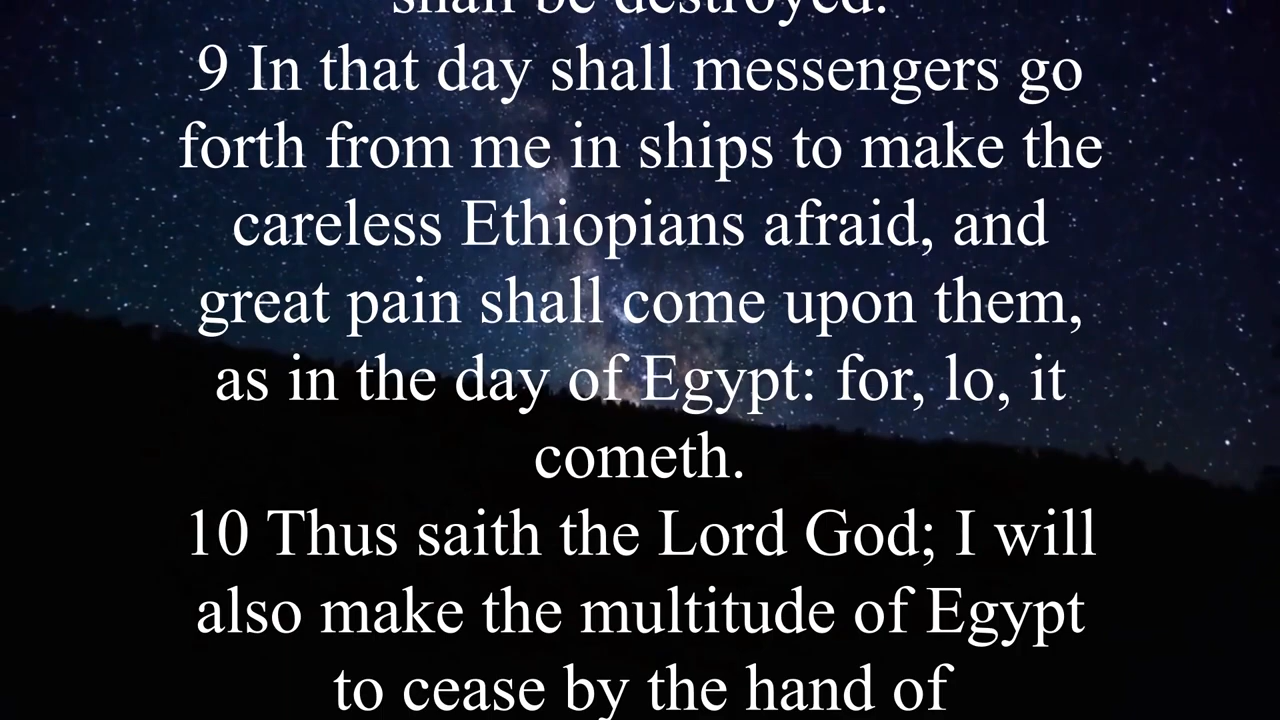 shall be destroyed.
9 In that day shall messengers go
forth from me in ships to make the
careless Ethiopians afraid, and
great pain shall come upon them,
as in the day of Egypt: for, lo, it
cometh.
10 Thus saith the Lord God; I will
also make the multitude of Egypt
to cease by the hand of